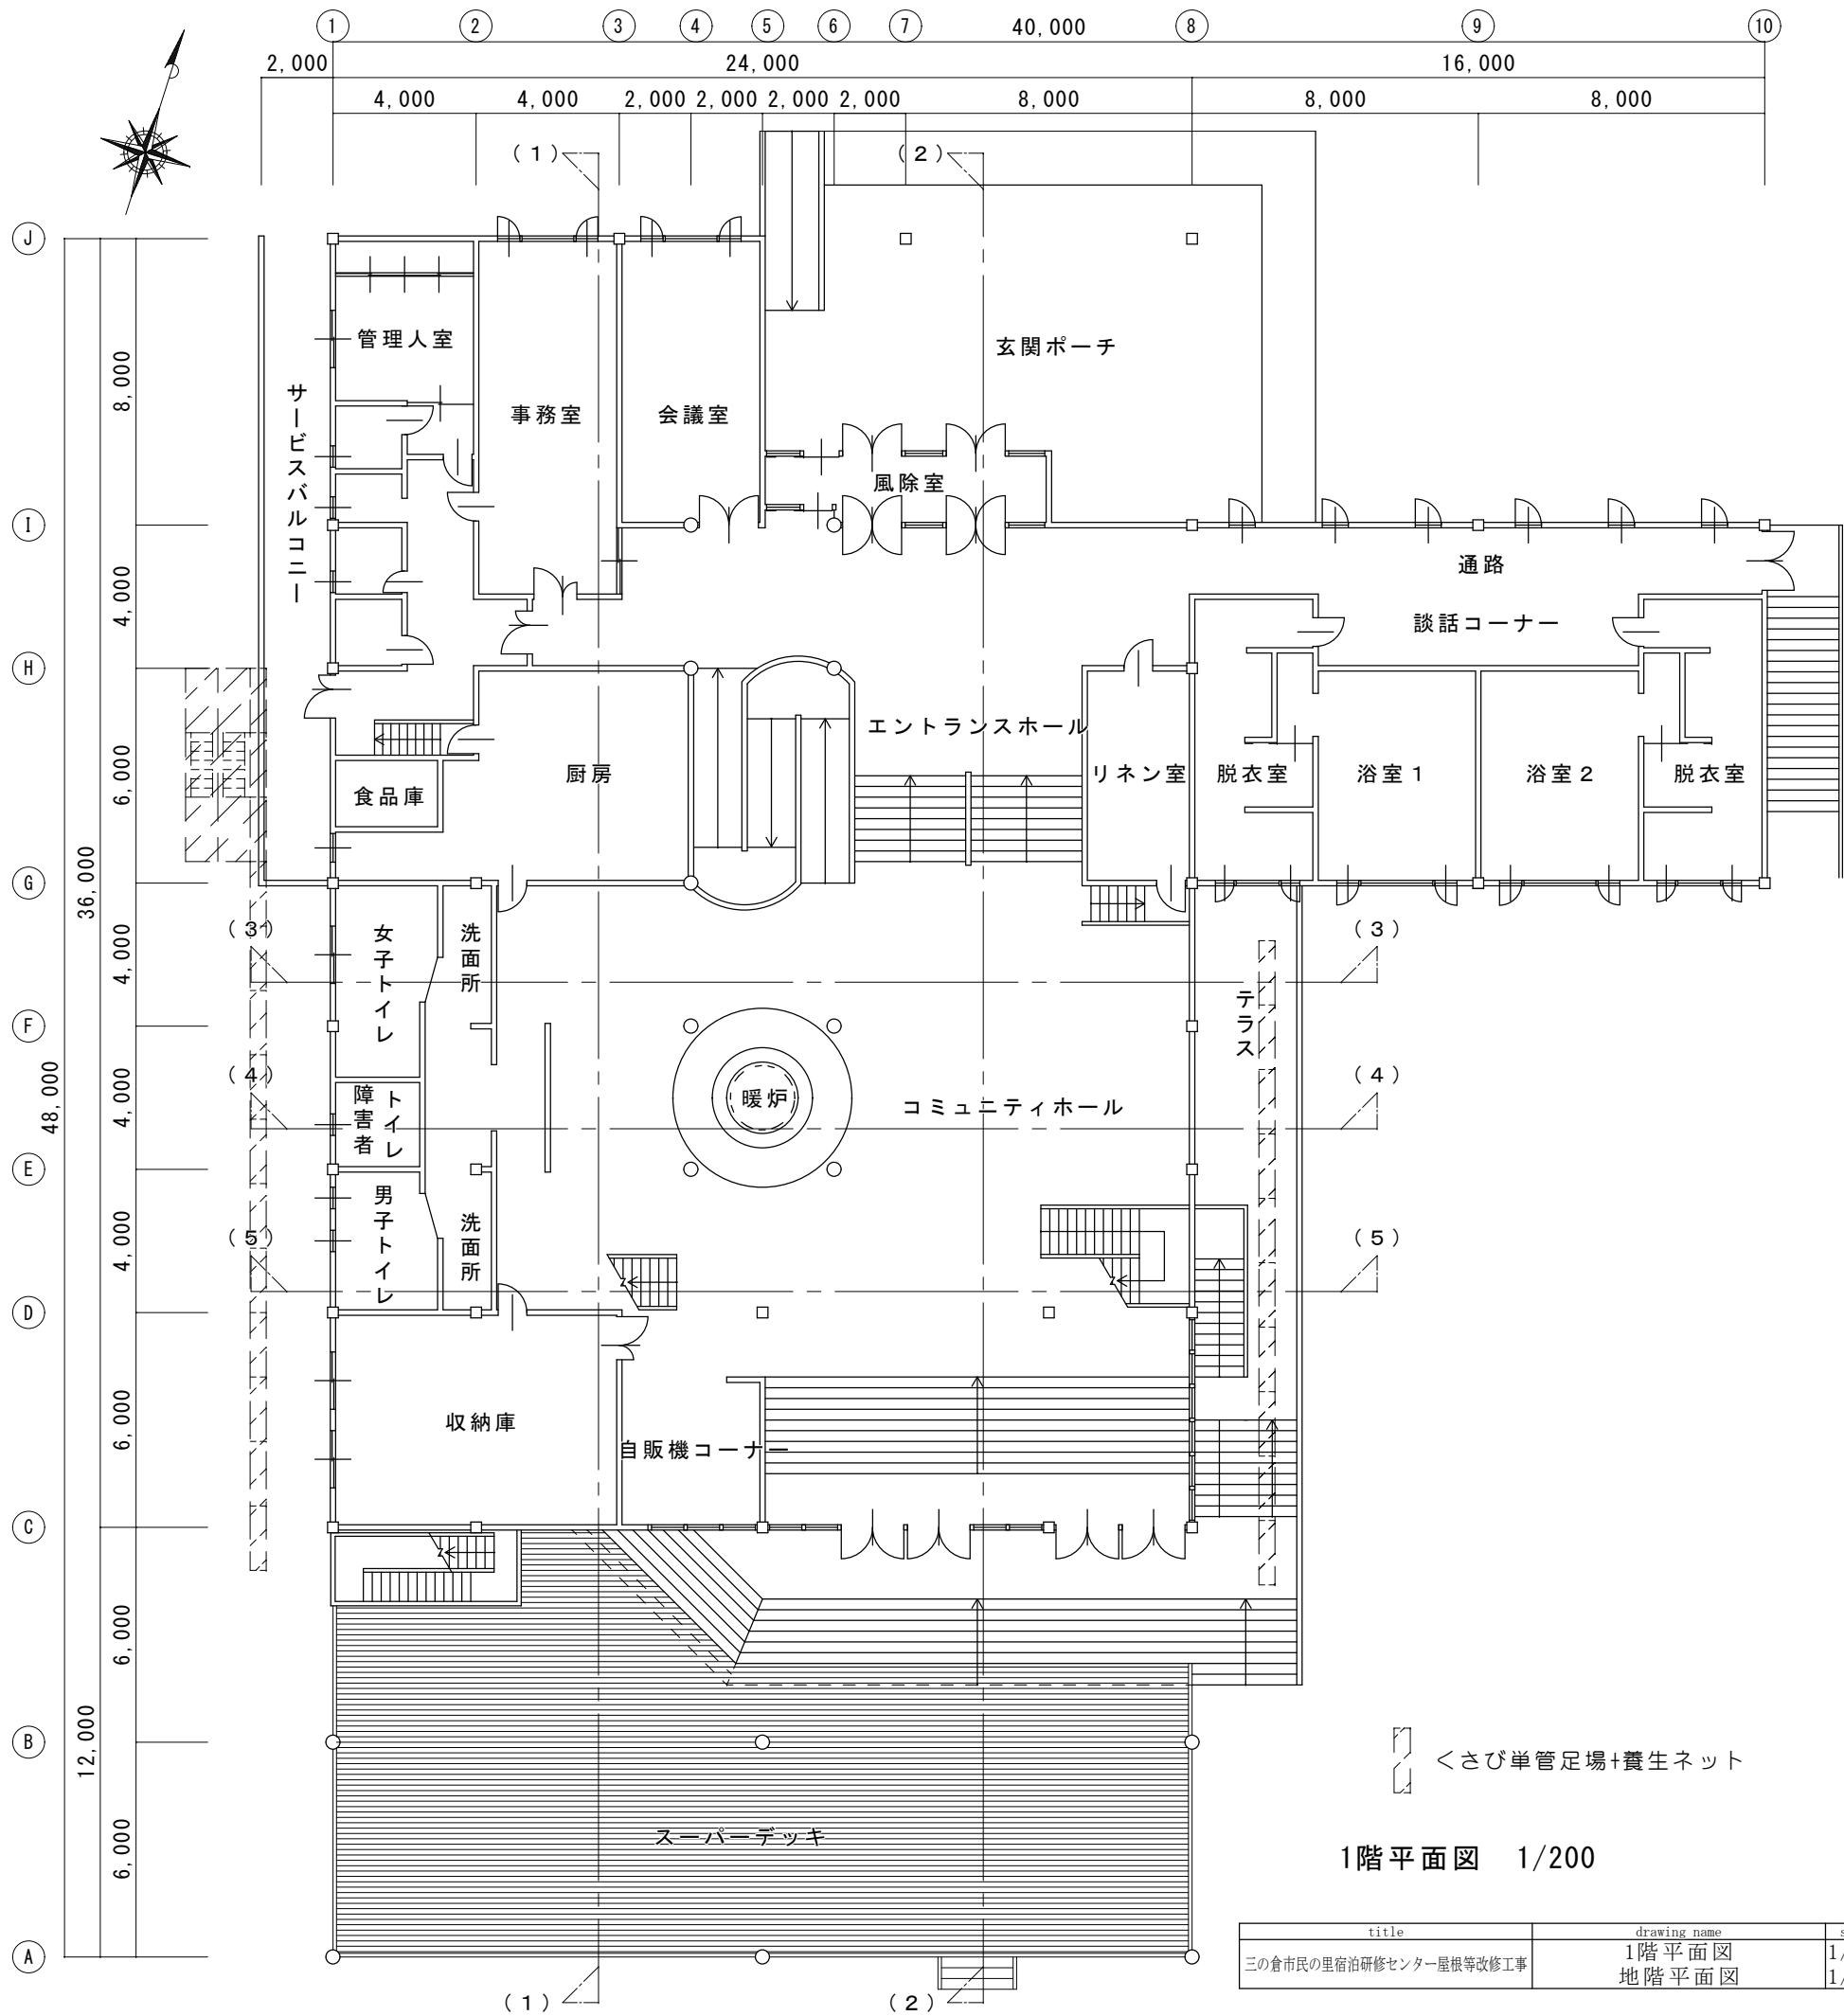 1 2 3 4 5 6 7 8 9 10
40,000
2,000 24,000 16,000
4,000 4,000 2,000 2,000 2,000 2,000 8,000 8,000 8,000
(1) (2)
J
I
H
G
F
E
D
C
B
A
8,000
4,000
6,000
4,000
4,000
4,000
6,000
6,000
6,000
36,000
12,000
48,000
管理人室
サービスバルコニー
事務室
会議室
玄関ポーチ
風除室
通路
談話コーナー
エントランスホール
厨房
食品庫
リネン室
脱衣室
浴室1
浴室2
脱衣室
(3) (3)
女子トイレ
洗面所
テラス
(4) (4)
障害者
トイレ
暖炉
コミュニティホール
(5) (5)
男子トイレ
洗面所
収納庫
自販機コーナー
スーパーデッキ
くさび単管足場+養生ネット
1階平面図 1/200
(1) (2)
title drawing name
三の倉市民の里宿泊研修センター屋根等改修工事
1階平面図
地階平面図